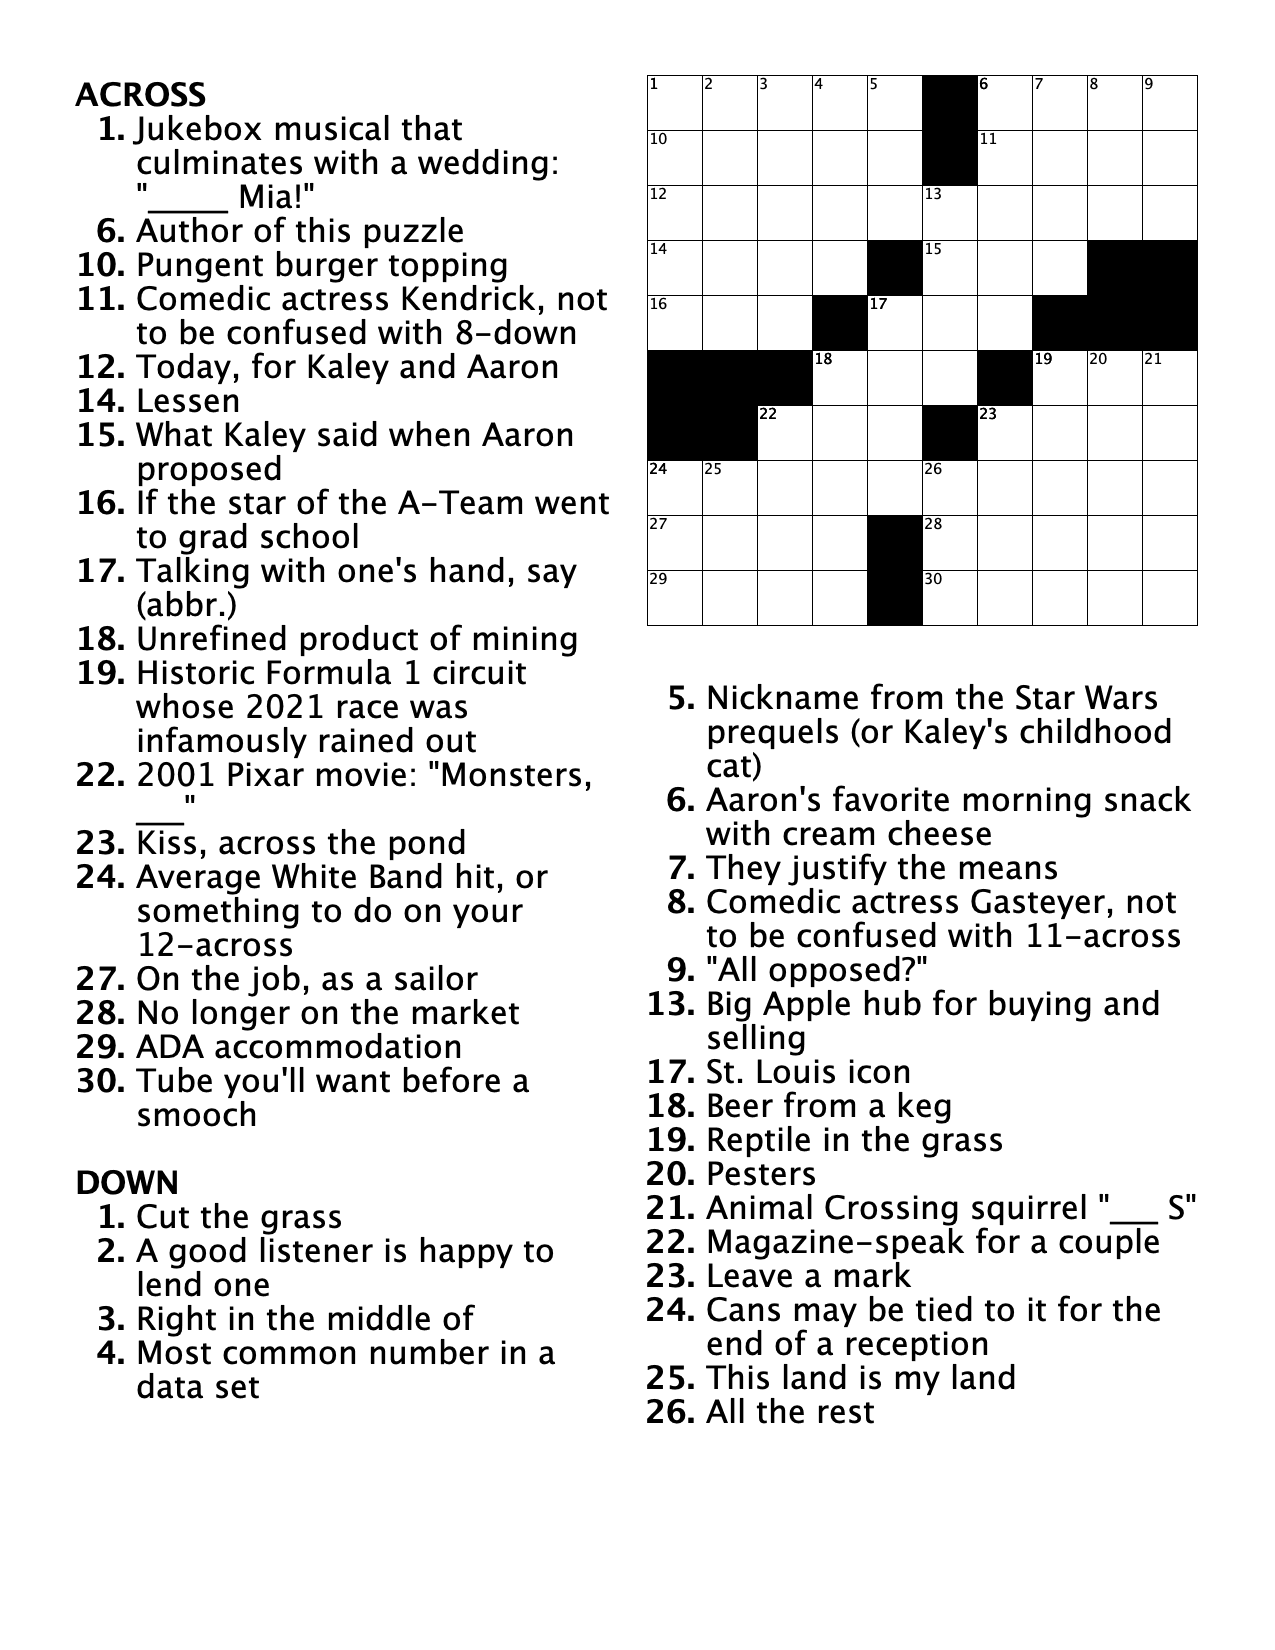 ACROSS
1. Jukebox musical that
culminates with a wedding:
"_____ Mia!"
6. Author of this puzzle
10. Pungent burger topping
11. Comedic actress Kendrick, not
to be confused with 8-down
12. Today, for Kaley and Aaron
14. Lessen
15. What Kaley said when Aaron
proposed
16. If the star of the A-Team went
to grad school
17. Talking with one's hand, say
(abbr.)
18. Unrefined product of mining
19. Historic Formula 1 circuit
whose 2021 race was
infamously rained out
22. 2001 Pixar movie: "Monsters,
___"
23. Kiss, across the pond
24. Average White Band hit, or
something to do on your
12-across
27. On the job, as a sailor
28. No longer on the market
29. ADA accommodation
30. Tube you'll want before a
smooch
DOWN
1. Cut the grass
2. A good listener is happy to
lend one
3. Right in the middle of
4. Most common number in a
data set
1 2 3 4 5 6 7 8 9
10 11
12 13
14 15
16 17
18 19 20 21
22 23
24 25 26
27 28
29 30
5. Nickname from the Star Wars
prequels (or Kaley's childhood
cat)
6. Aaron's favorite morning snack
with cream cheese
7. They justify the means
8. Comedic actress Gasteyer, not
to be confused with 11-across
9. "All opposed?"
13. Big Apple hub for buying and
selling
17. St. Louis icon
18. Beer from a keg
19. Reptile in the grass
20. Pesters
21. Animal Crossing squirrel "___ S"
22. Magazine-speak for a couple
23. Leave a mark
24. Cans may be tied to it for the
end of a reception
25. This land is my land
26. All the rest